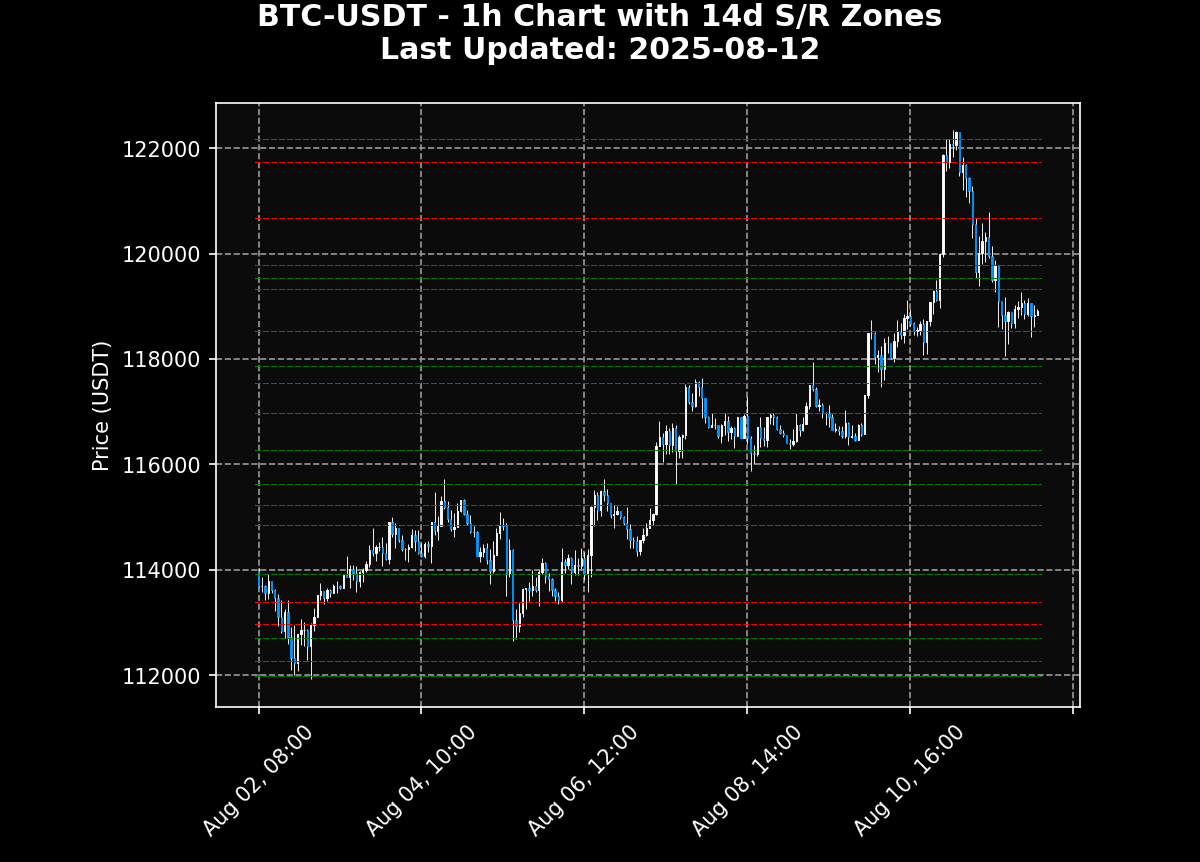 BTC-USDT - 1h Chart with 14d S/R Zones
Last Updated: 2025-08-12
122000
120000
118000
116000
114000
112000
Price (USDT)
Aug 02, 08:00
Aug 04, 10:00
Aug 06, 12:00
Aug 08, 14:00
Aug 10, 16:00